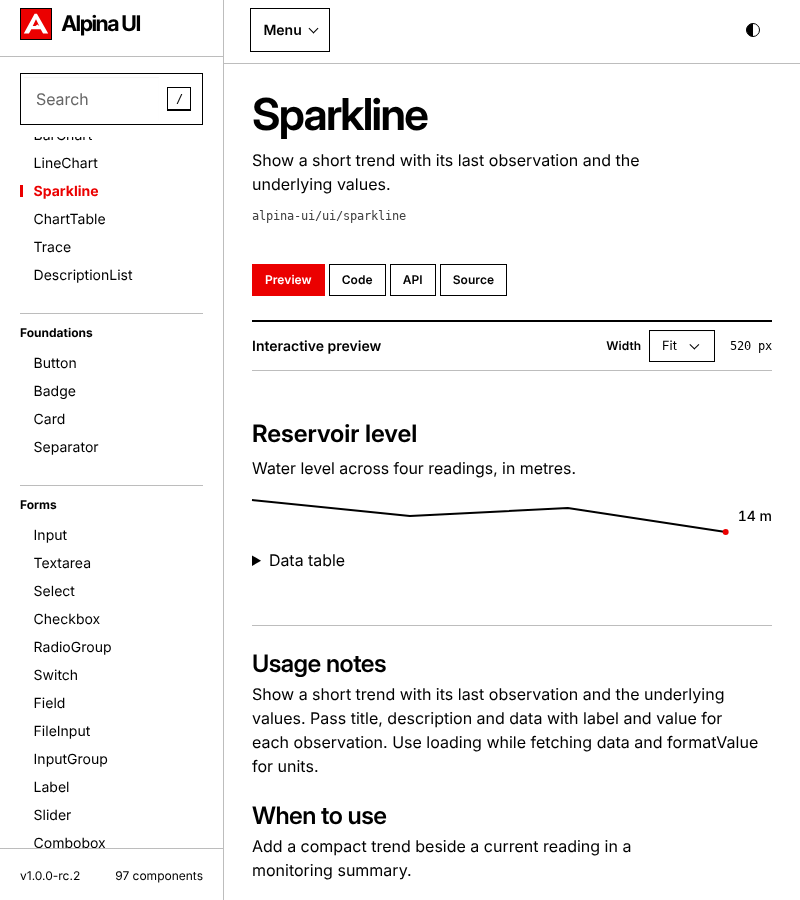 Alpina UI
Search
/
BarChart
LineChart
Sparkline
ChartTable
Trace
DescriptionList
Foundations
Button
Badge
Card
Separator
Forms
Input
Textarea
Select
Checkbox
RadioGroup
Switch
Field
FileInput
InputGroup
Label
Slider
Combobox
v1.0.0-rc.2 97 components
Menu
Sparkline
Show a short trend with its last observation and the
underlying values.
alpina-ui/ui/sparkline
Preview Code API Source
Interactive preview Width Fit 520 px
Reservoir level
Water level across four readings, in metres.
14 m
Data table
Usage notes
Show a short trend with its last observation and the underlying
values. Pass title, description and data with label and value for
each observation. Use loading while fetching data and formatValue
for units.
When to use
Add a compact trend beside a current reading in a
monitoring summary.